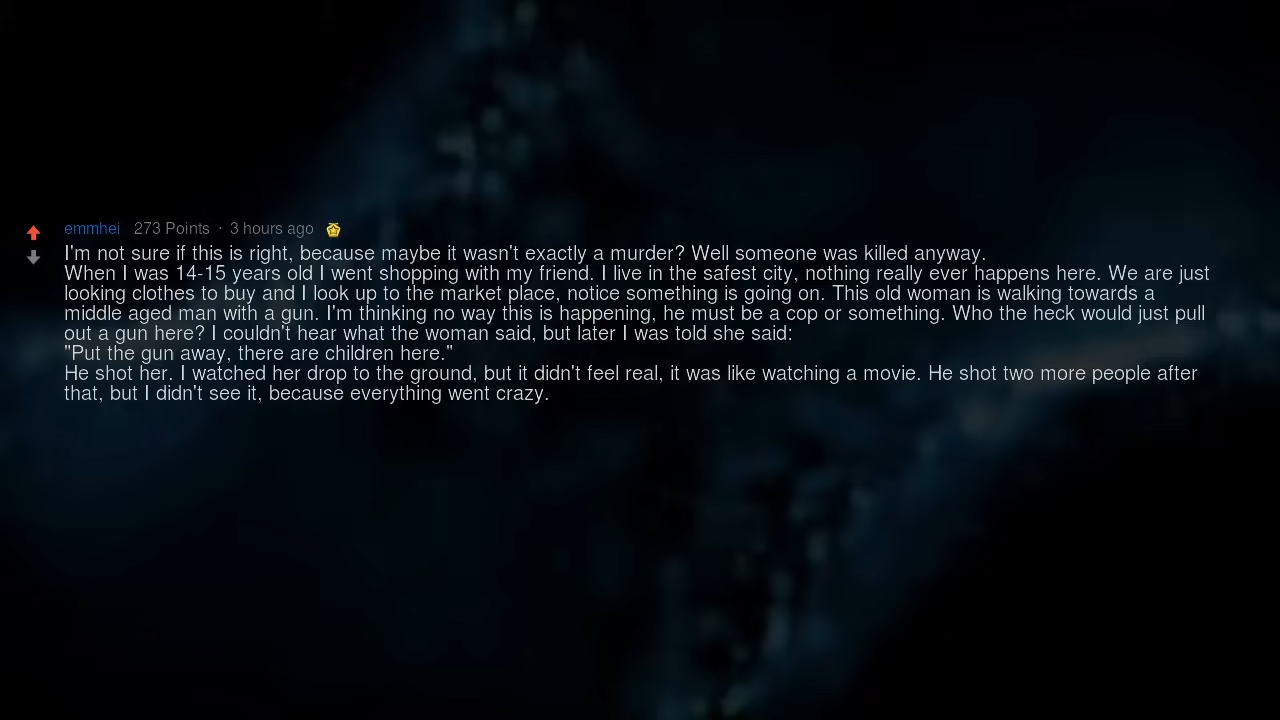 emmhei 273 Points · 3 hours ago
I'm not sure if this is right, because maybe it wasn't exactly a murder? Well someone was killed anyway.
When I was 14-15 years old I went shopping with my friend. I live in the safest city, nothing really ever happens here. We are just
looking clothes to buy and I look up to the market place, notice something is going on. This old woman is walking towards a
middle aged man with a gun. I'm thinking no way this is happening, he must be a cop or something. Who the heck would just pull
out a gun here? I couldn't hear what the woman said, but later I was told she said:
"Put the gun away, there are children here."
He shot her. I watched her drop to the ground, but it didn't feel real, it was like watching a movie. He shot two more people after
that, but I didn't see it, because everything went crazy.